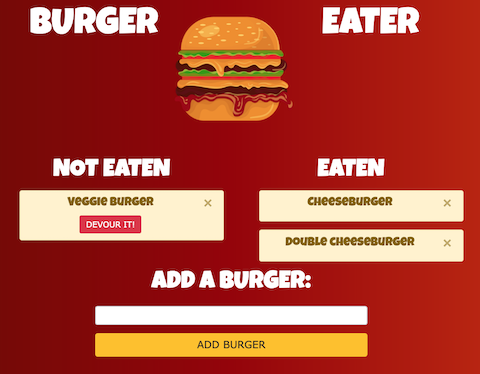 BURGER EATER
NOT EATEN
VEGGIE BURGER ×
DEVOUR IT!
EATEN
CHEESEBURGER ×
DOUBLE CHEESEBURGER ×
ADD A BURGER:
ADD BURGER